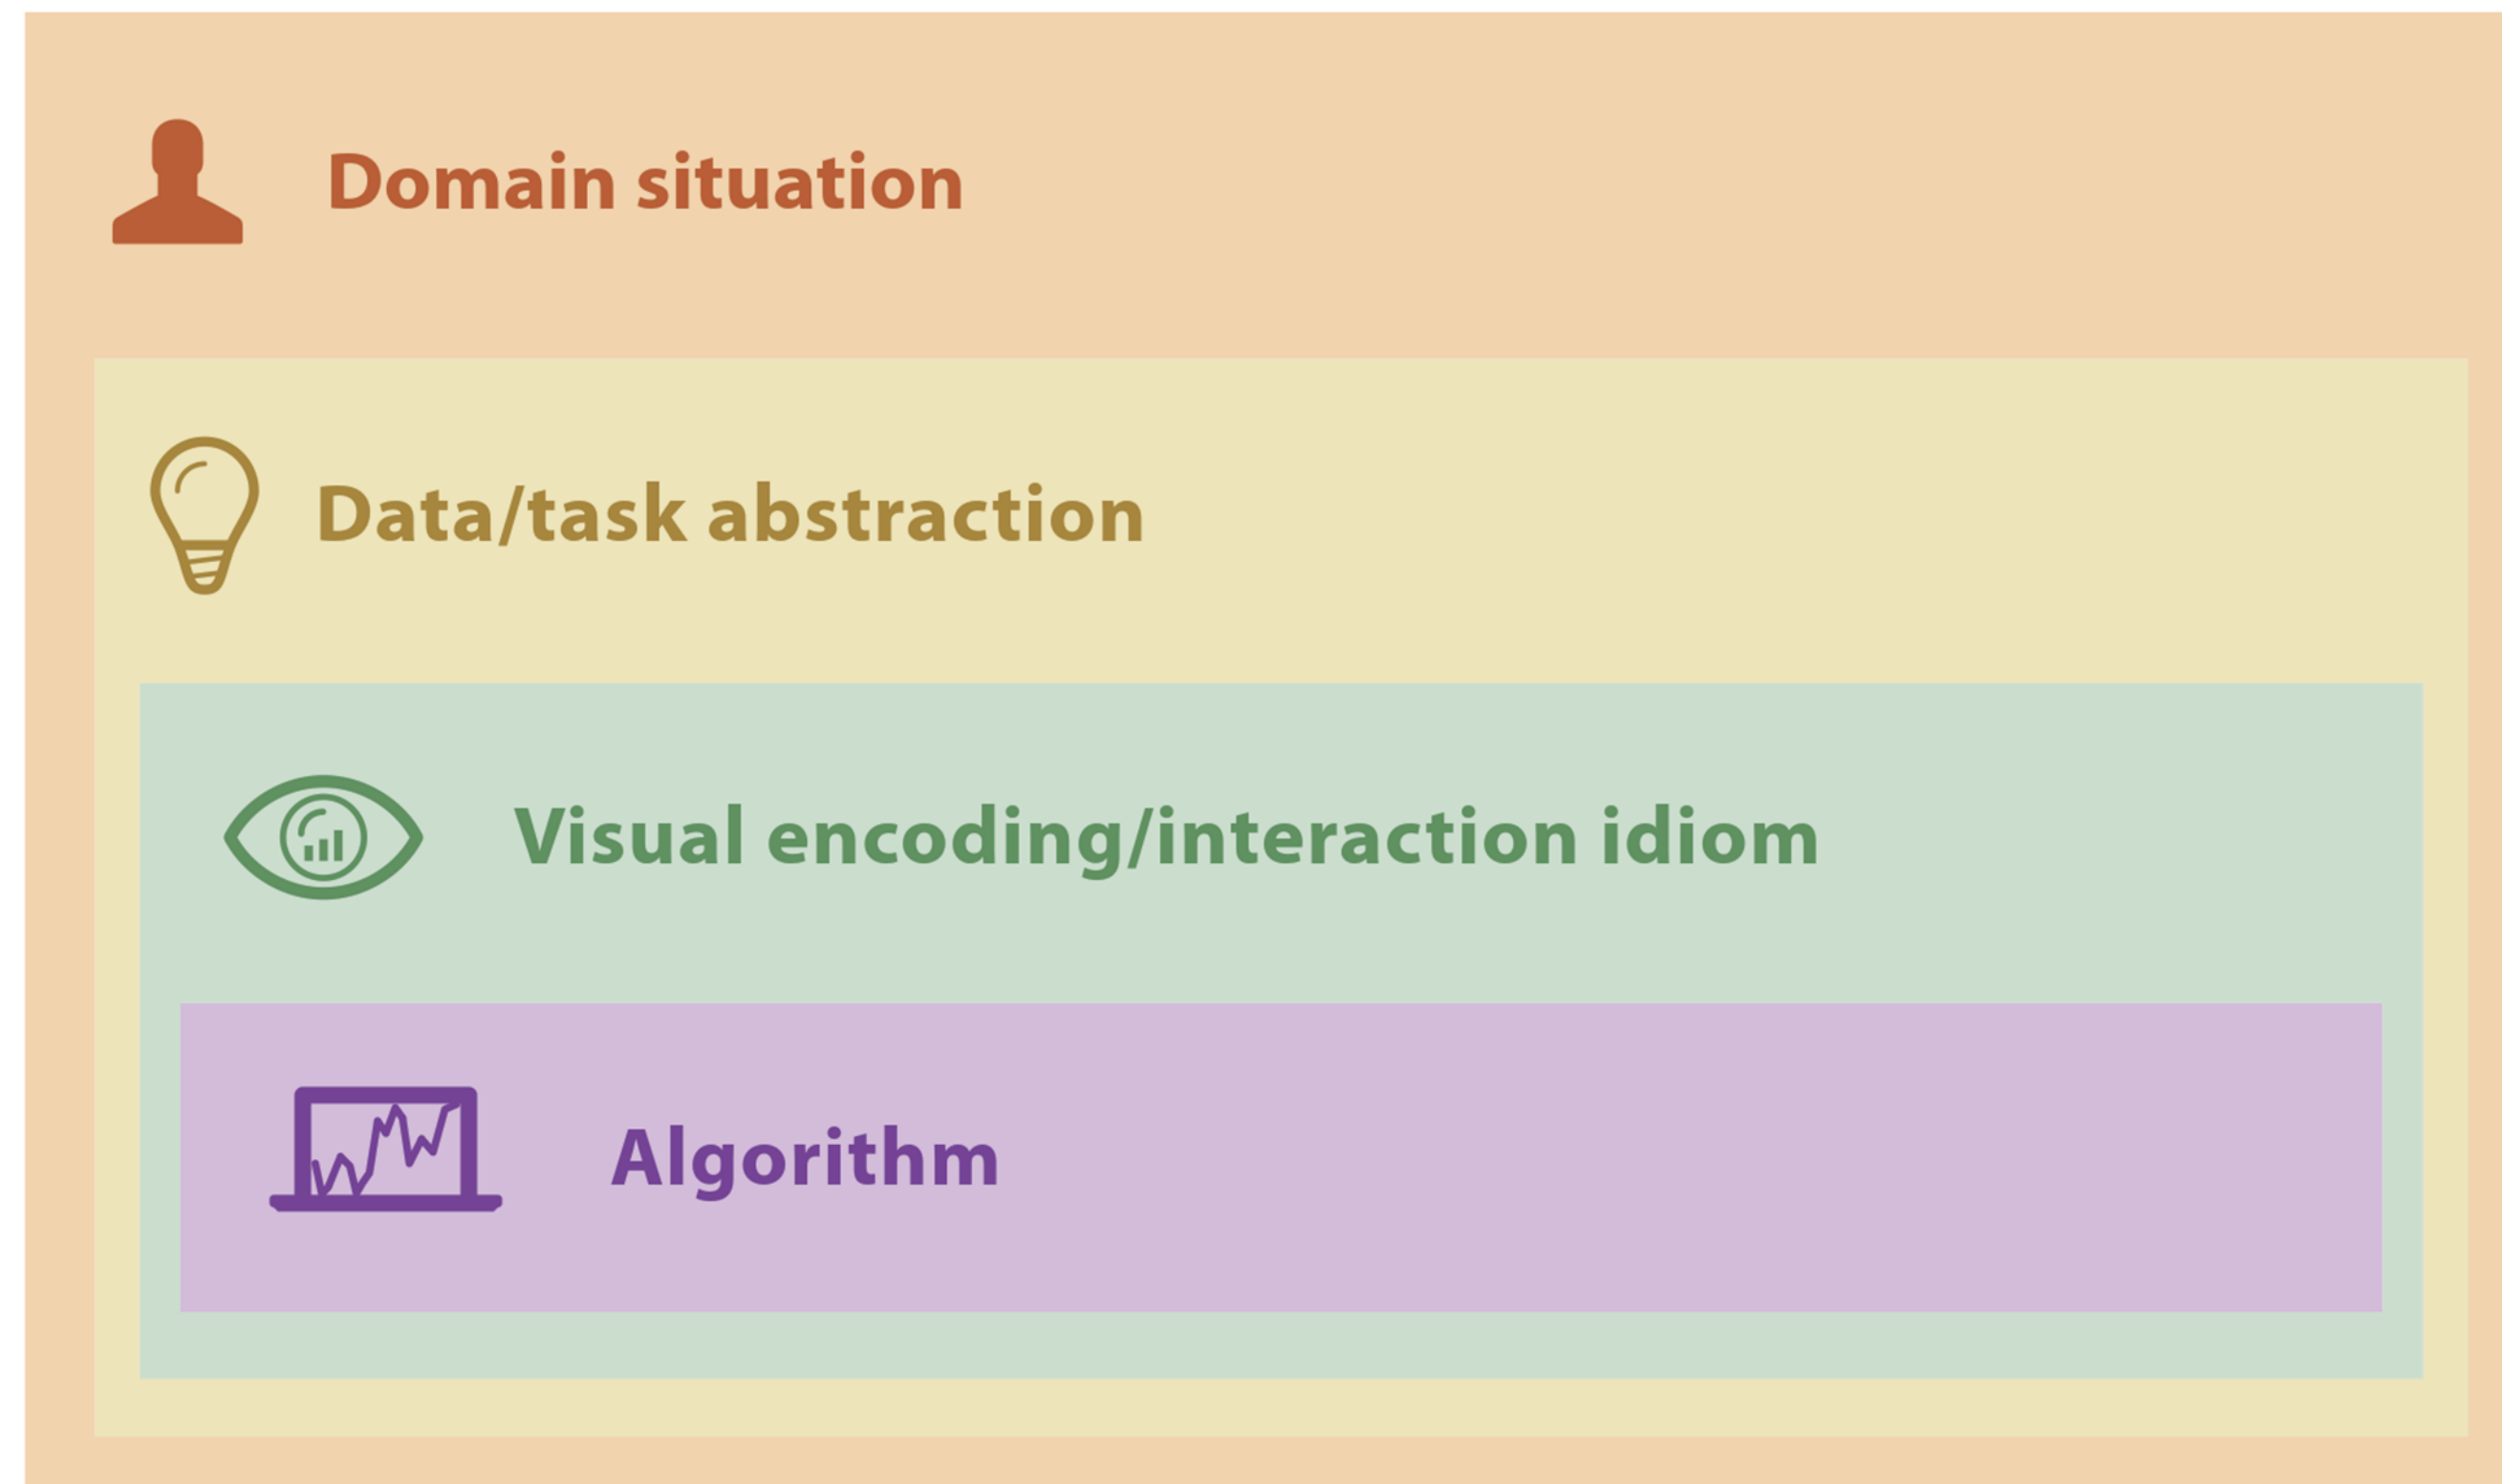 Domain situation
Data/task abstraction
Visual encoding/interaction idiom
Algorithm